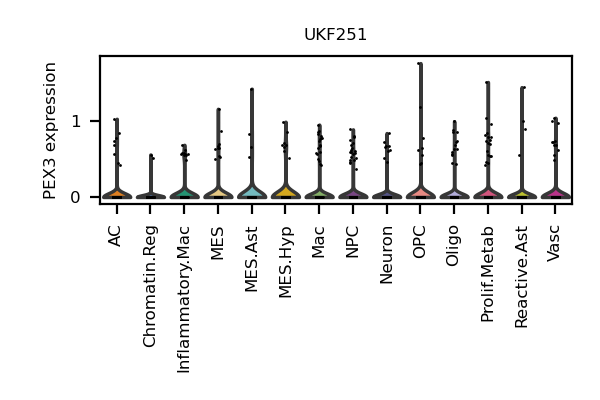 UKF251
PEX3 expression
1
0
AC
Chromatin.Reg
Inflammatory.Mac
MES
MES.Ast
MES.Hyp
Mac
NPC
Neuron
OPC
Oligo
Prolif.Metab
Reactive.Ast
Vasc